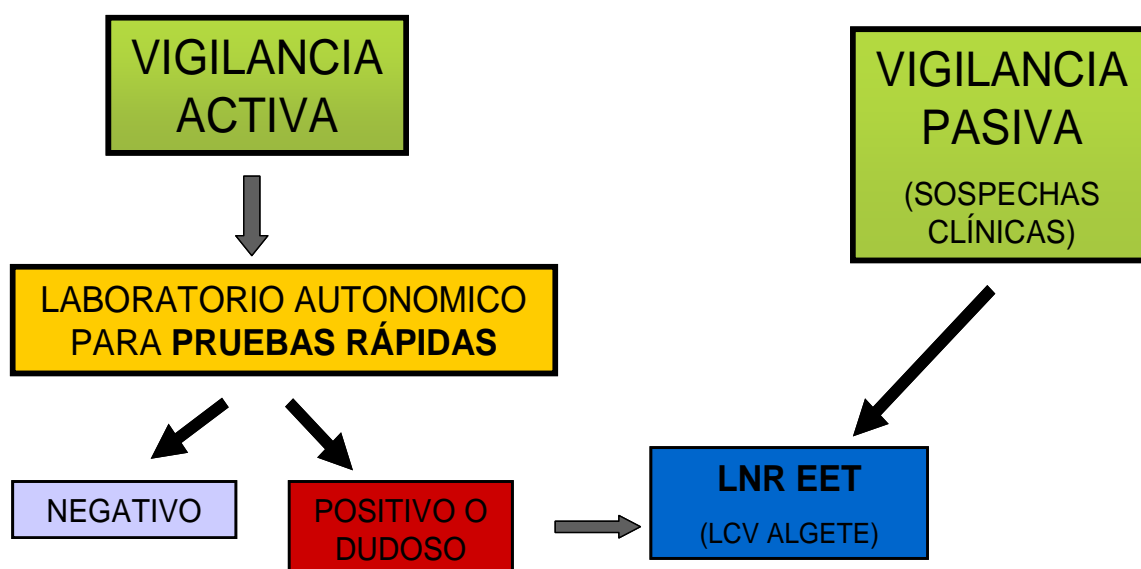 VIGILANCIA
ACTIVA
VIGILANCIA
PASIVA
(SOSPECHAS
CLÍNICAS)
LABORATORIO AUTONOMICO
PARA PRUEBAS RÁPIDAS
NEGATIVO
POSITIVO O
DUDOSO
LNR EET
(LCV ALGETE)